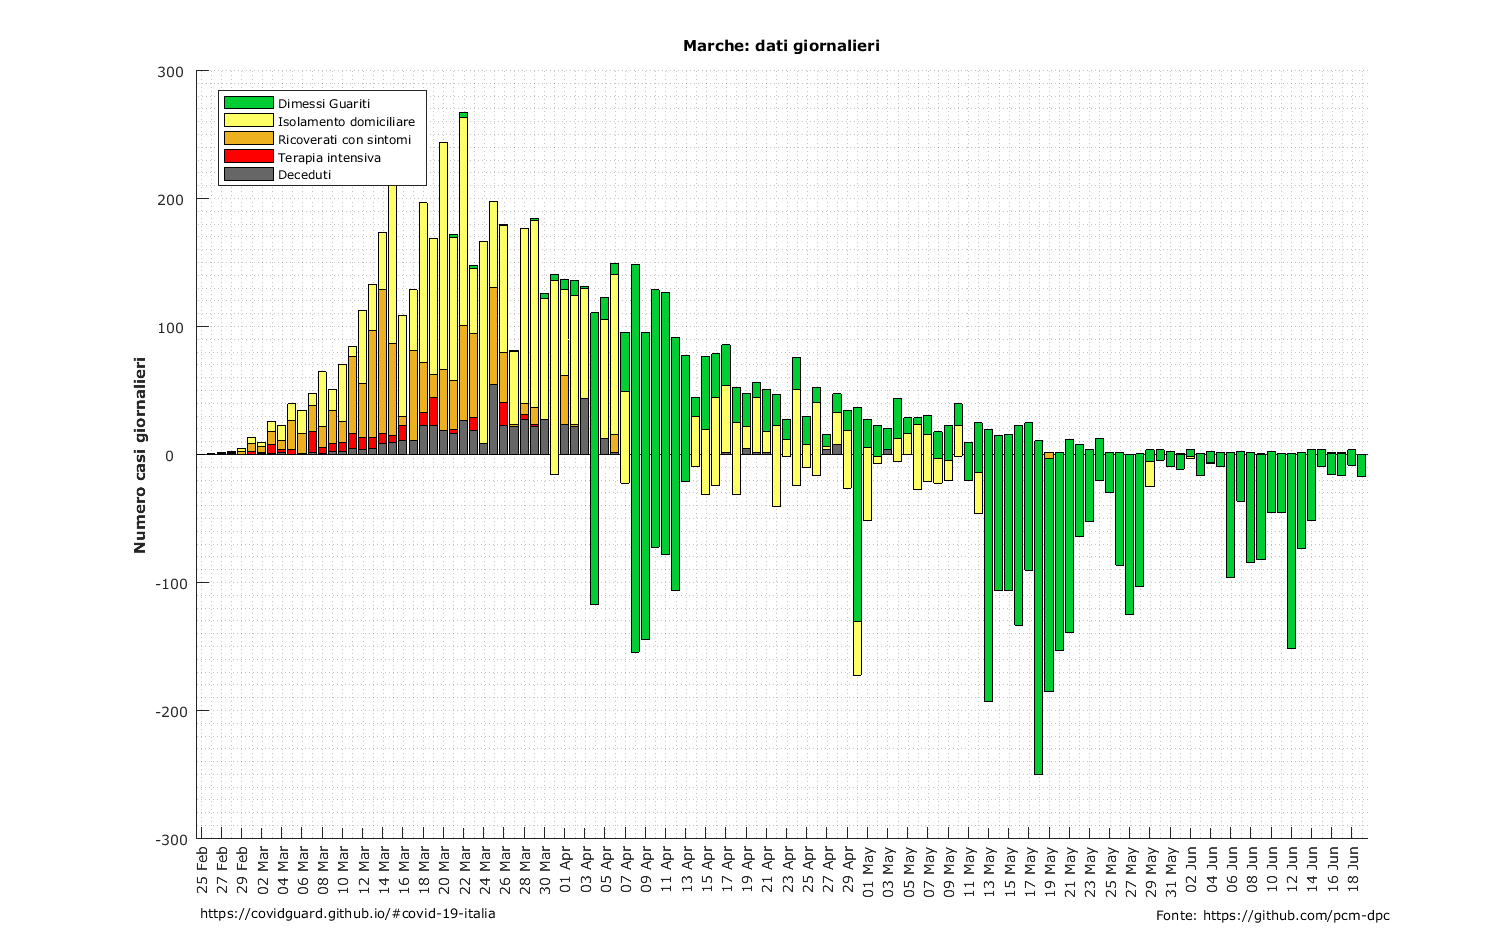 Marche: dati giornalieri
300
200
100
0
-100
-200
-300
Numero casi giornalieri
Dimessi Guariti
Isolamento domiciliare
Ricoverati con sintomi
Terapia intensiva
Deceduti
25 Feb
27 Feb
29 Feb
02 Mar
04 Mar
06 Mar
08 Mar
10 Mar
12 Mar
14 Mar
16 Mar
18 Mar
20 Mar
22 Mar
24 Mar
26 Mar
28 Mar
30 Mar
01 Apr
03 Apr
05 Apr
07 Apr
09 Apr
11 Apr
13 Apr
15 Apr
17 Apr
19 Apr
21 Apr
23 Apr
25 Apr
27 Apr
29 Apr
01 May
03 May
05 May
07 May
09 May
11 May
13 May
15 May
17 May
19 May
21 May
23 May
25 May
27 May
29 May
31 May
02 Jun
04 Jun
06 Jun
08 Jun
10 Jun
12 Jun
14 Jun
16 Jun
18 Jun
https://covidguard.github.io/#covid-19-italia
Fonte: https://github.com/pcm-dpc